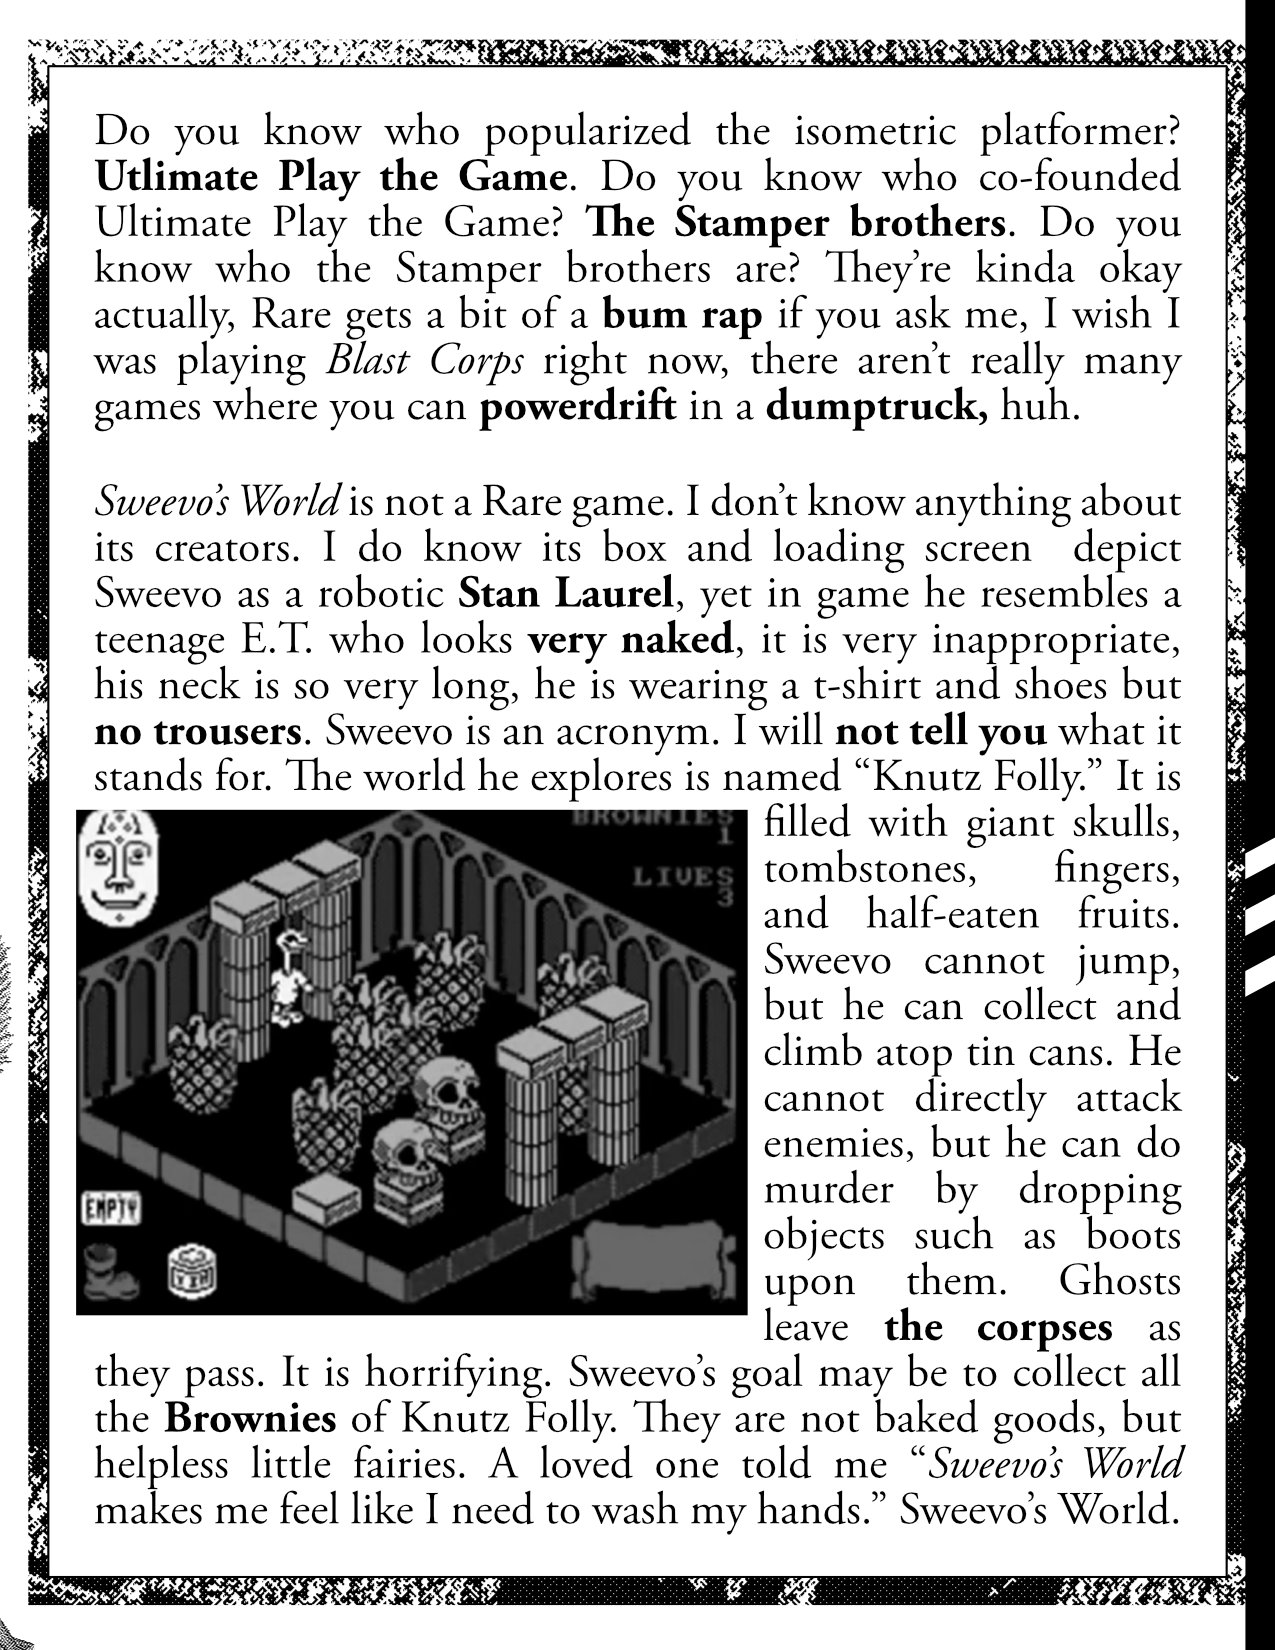 Do you know who popularized the isometric platformer?
Utlimate Play the Game. Do you know who co-founded
Ultimate Play the Game? The Stamper brothers. Do you
know who the Stamper brothers are? They're kinda okay
actually, Rare gets a bit of a bum rap if you ask me, I wish I
was playing Blast Corps right now, there aren't really many
games where you can powerdrift in a dumptruck, huh.
Sweevo's World is not a Rare game. I don't know anything about
its creators. I do know its box and loading screen depict
Sweevo as a robotic Stan Laurel, yet in game he resembles a
teenage E.T. who looks very naked, it is very inappropriate,
his neck is so very long, he is wearing a t-shirt and shoes but
no trousers. Sweevo is an acronym. I will not tell you what it
stands for. The world he explores is named “Knutz Folly.” It is
filled with giant skulls,
tombstones, fingers,
and half-eaten fruits.
Sweevo cannot jump,
but he can collect and
climb atop tin cans. He
cannot directly attack
enemies, but he can do
murder by dropping
objects such as boots
upon them. Ghosts
leave the corpses as
they pass. It is horrifying. Sweevo's goal may be to collect all
the Brownies of Knutz Folly. They are not baked goods, but
helpless little fairies. A loved one told me “Sweevo's World
makes me feel like I need to wash my hands.” Sweevo's World.
BROWNIES
1
LIVES
3
EMPTY
TIN